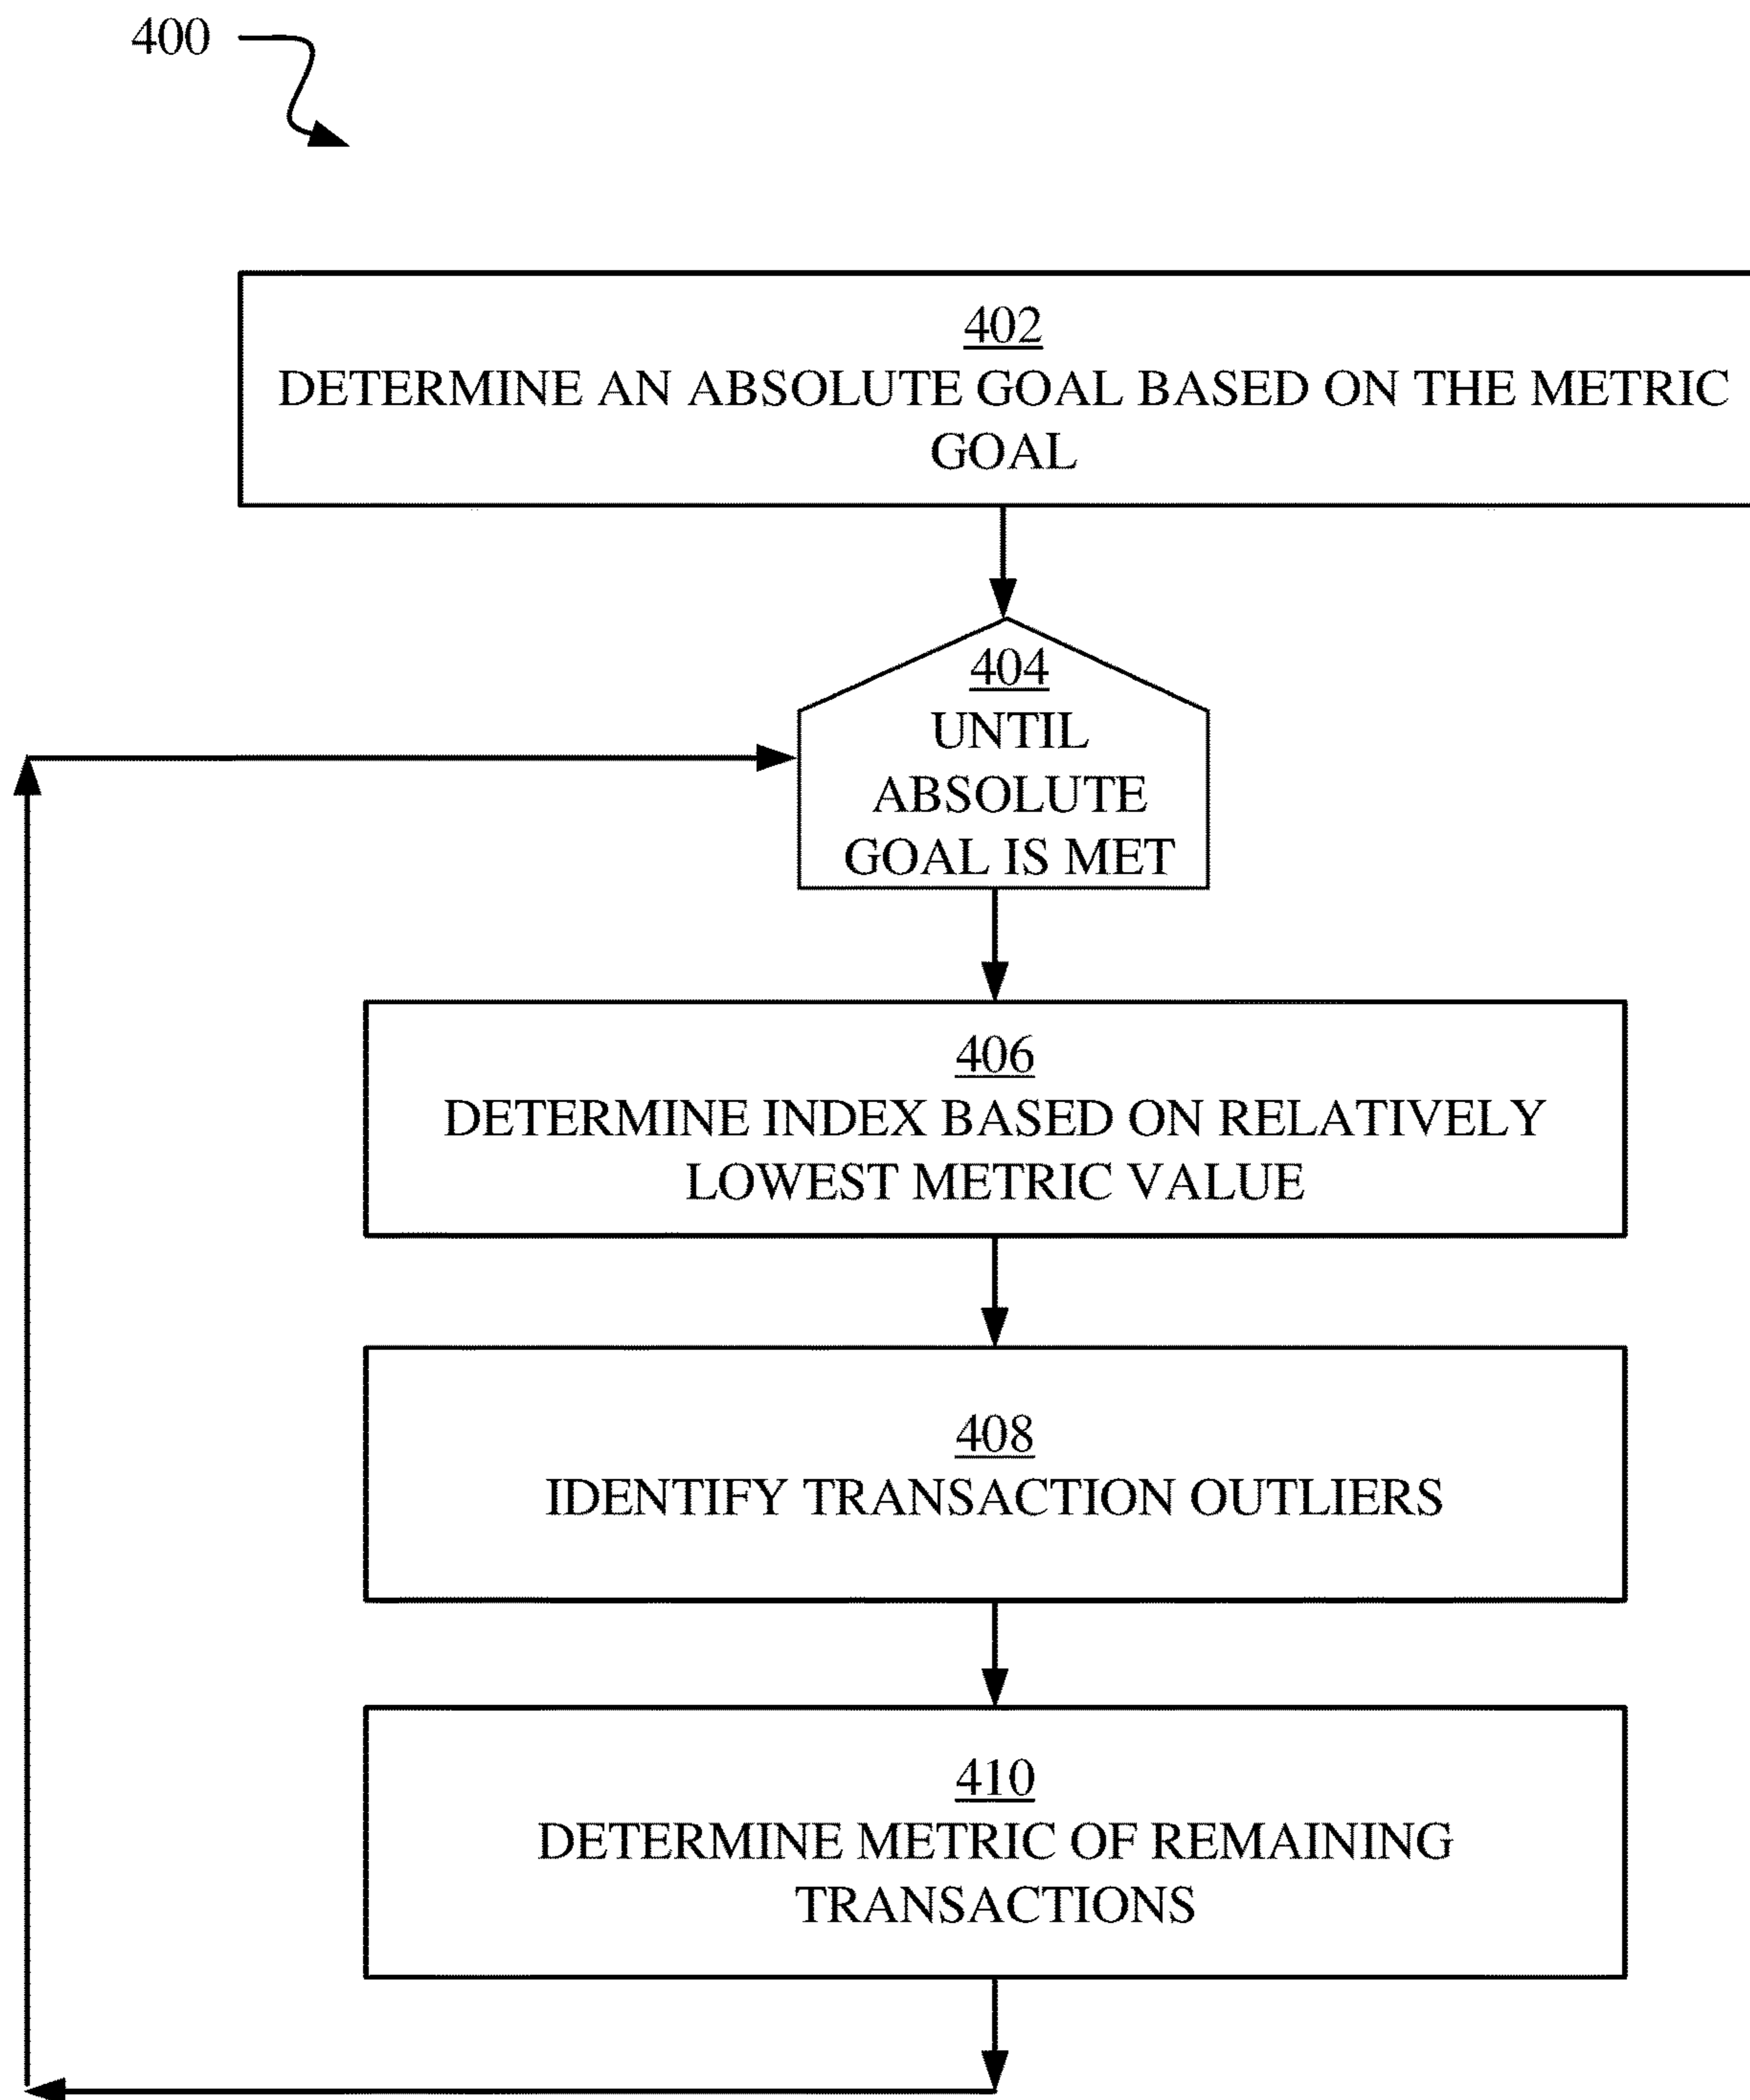 400
402
DETERMINE AN ABSOLUTE GOAL BASED ON THE METRIC
GOAL
404
UNTIL
ABSOLUTE
GOAL IS MET
406
DETERMINE INDEX BASED ON RELATIVELY
LOWEST METRIC VALUE
408
IDENTIFY TRANSACTION OUTLIERS
410
DETERMINE METRIC OF REMAINING
TRANSACTIONS